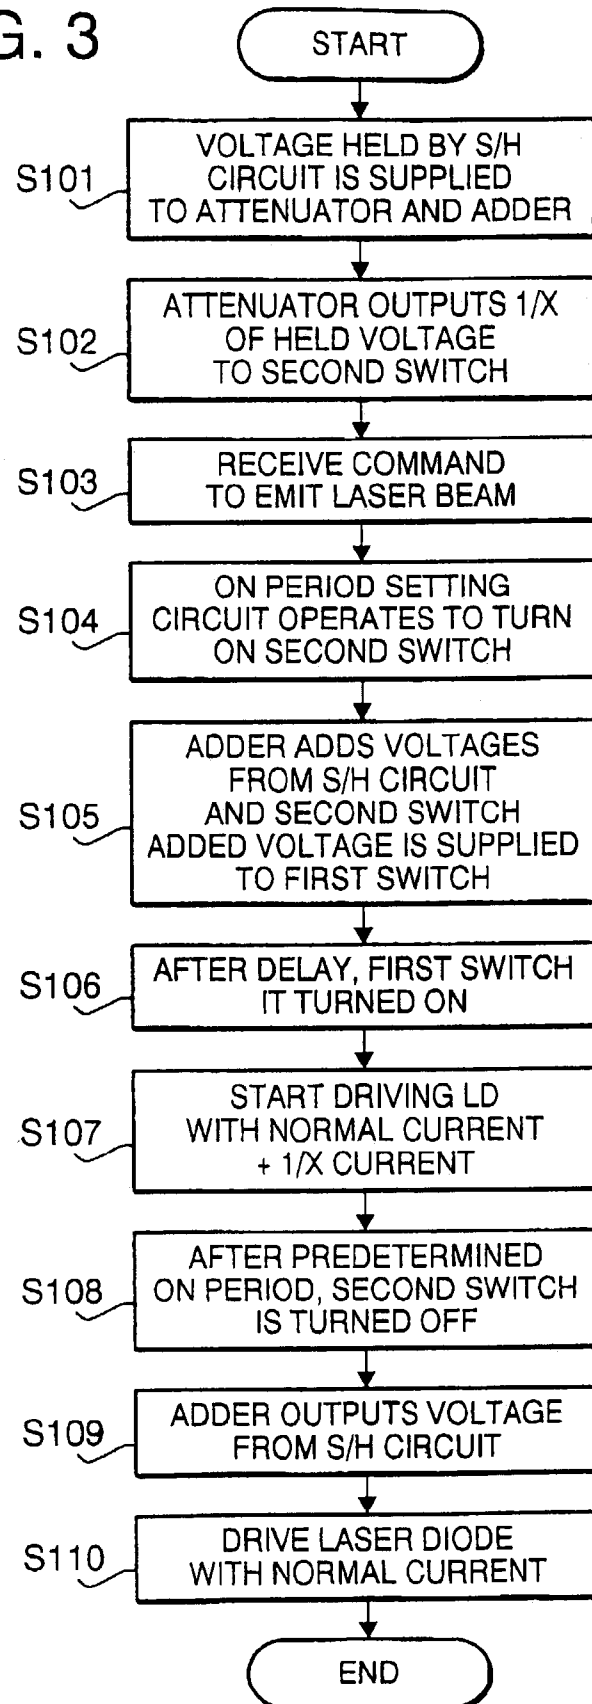 G. 3
START
S101
VOLTAGE HELD BY S/H
CIRCUIT IS SUPPLIED
TO ATTENUATOR AND ADDER
S102
ATTENUATOR OUTPUTS 1/X
OF HELD VOLTAGE
TO SECOND SWITCH
S103
RECEIVE COMMAND
TO EMIT LASER BEAM
S104
ON PERIOD SETTING
CIRCUIT OPERATES TO TURN
ON SECOND SWITCH
S105
ADDER ADDS VOLTAGES
FROM S/H CIRCUIT
AND SECOND SWITCH
ADDED VOLTAGE IS SUPPLIED
TO FIRST SWITCH
S106
AFTER DELAY, FIRST SWITCH
IT TURNED ON
S107
START DRIVING LD
WITH NORMAL CURRENT
+ 1/X CURRENT
S108
AFTER PREDETERMINED
ON PERIOD, SECOND SWITCH
IS TURNED OFF
S109
ADDER OUTPUTS VOLTAGE
FROM S/H CIRCUIT
S110
DRIVE LASER DIODE
WITH NORMAL CURRENT
END